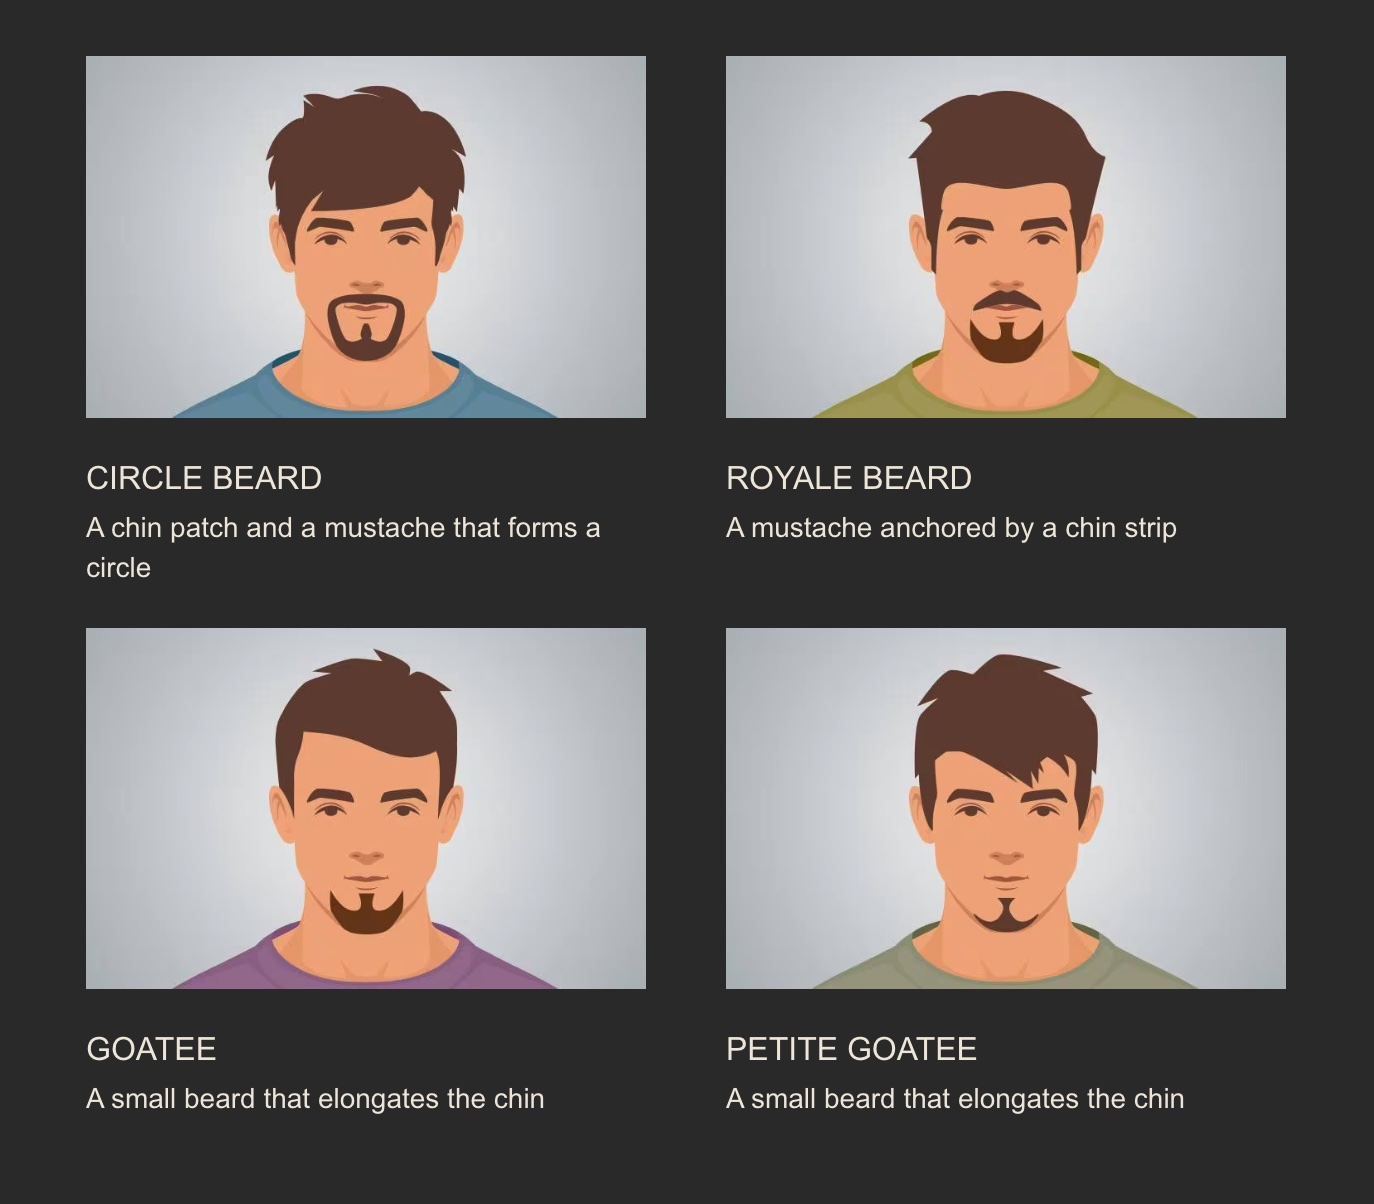 CIRCLE BEARD
A chin patch and a mustache that forms a
circle
ROYALE BEARD
A mustache anchored by a chin strip
GOATEE
A small beard that elongates the chin
PETITE GOATEE
A small beard that elongates the chin